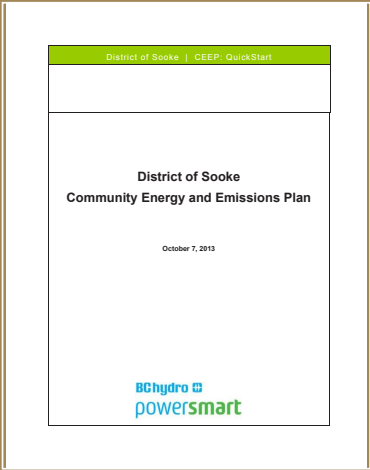 District of Sooke | CEEP: QuickStart
District of Sooke
Community Energy and Emissions Plan
October 7, 2013
BChydro
powersmart